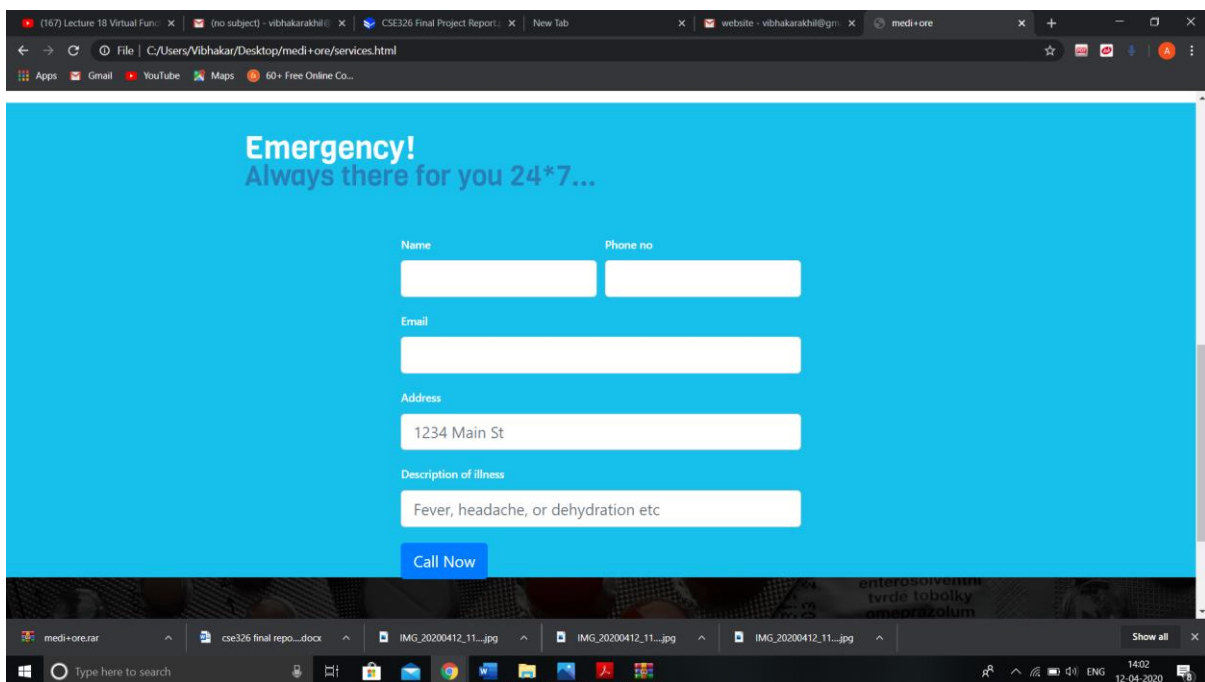 (167) Lecture 18 Virtual Func
(no subject) - vibhakarakhil@
CSE326 Final Project Report
New Tab
website - vibhakarakhil@gm
medi+ore
File | C:/Users/Vibhakar/Desktop/medi+ore/services.html
Apps Gmail YouTube Maps 60+ Free Online Co...
Emergency!
Always there for you 24*7...
Name Phone no
Email
Address
1234 Main St
Description of illness
Fever, headache, or dehydration etc
Call Now
enterosolventní
tvrdé tobolky
omeprazolum
medi+ore.rar cse326 final repo....docx IMG_20200412_11....jpg IMG_20200412_11....jpg IMG_20200412_11....jpg Show all
Type here to search ENG 14:02
12-04-2020